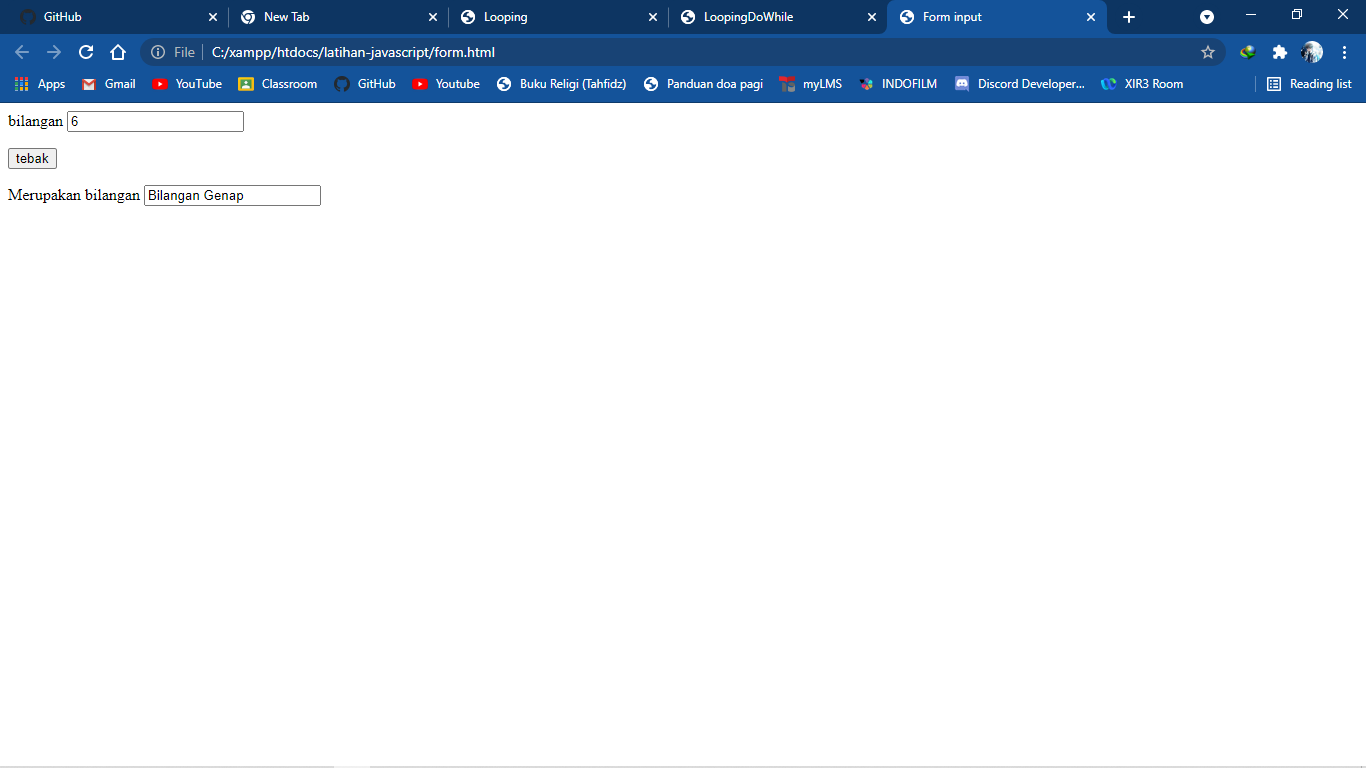 GitHub New Tab Looping LoopingDoWhile Form input
File C:/xampp/htdocs/latihan-javascript/form.html
Apps Gmail YouTube Classroom GitHub Youtube Buku Religi (Tahfidz) Panduan doa pagi myLMS INDOFILM Discord Developer... XIR3 Room Reading list
bilangan 6
tebak
Merupakan bilangan Bilangan Genap